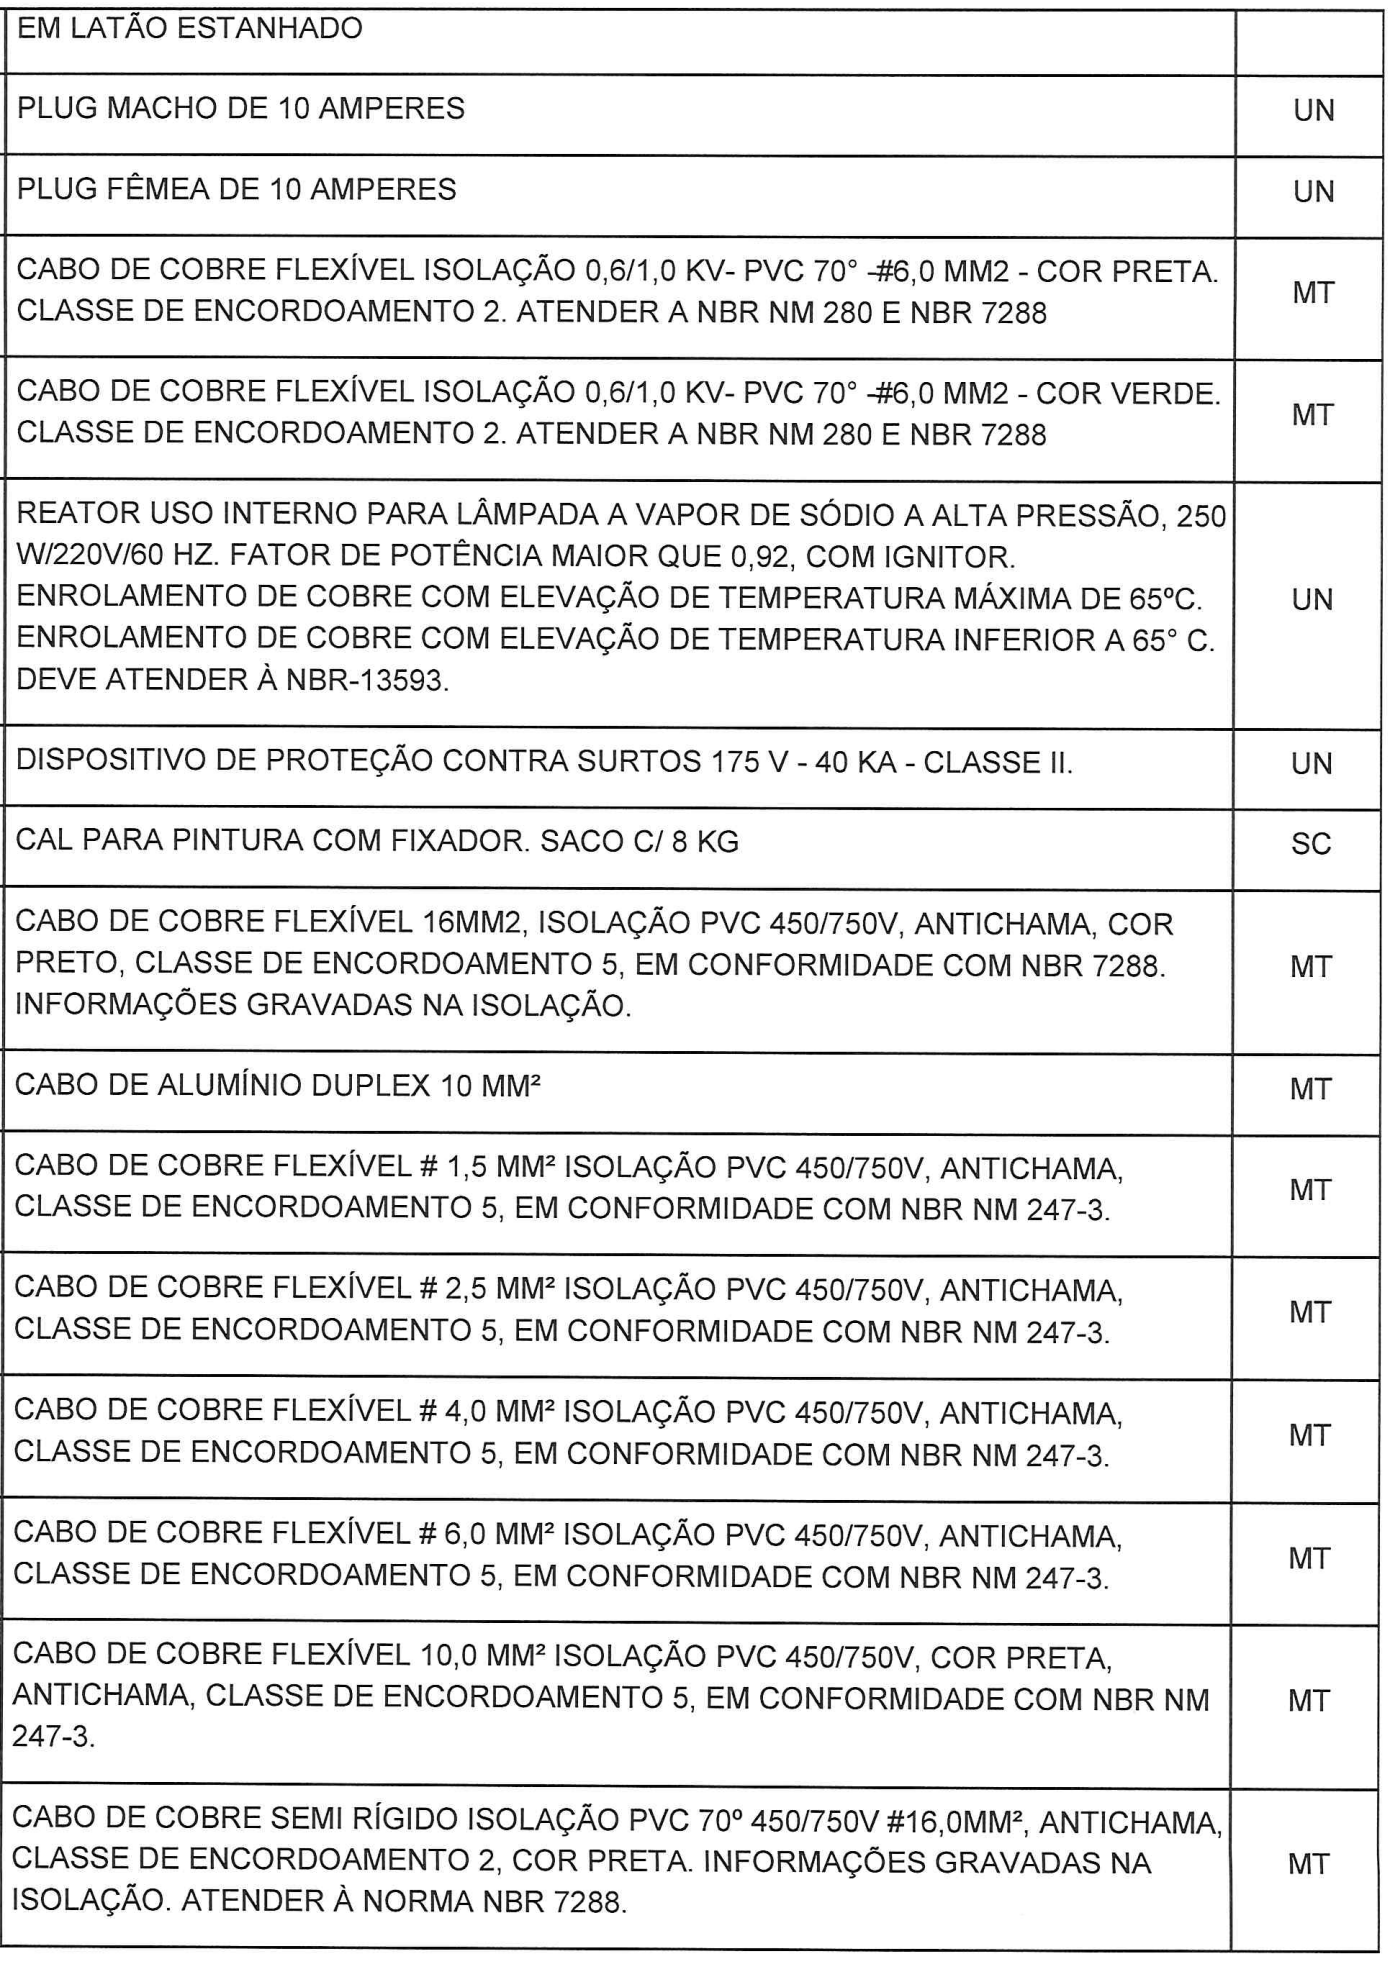 EM LATÃO ESTANHADO
PLUG MACHO DE 10 AMPERES
UN
PLUG FÊMEA DE 10 AMPERES
UN
CABO DE COBRE FLEXÍVEL ISOLAÇÃO 0,6/1,0 KV- PVC 70° -#6,0 MM2 - COR PRETA.
CLASSE DE ENCORDOAMENTO 2. ATENDER A NBR NM 280 E NBR 7288
MT
CABO DE COBRE FLEXÍVEL ISOLAÇÃO 0,6/1,0 KV- PVC 70° -#6,0 MM2 - COR VERDE.
CLASSE DE ENCORDOAMENTO 2. ATENDER A NBR NM 280 E NBR 7288
MT
REATOR USO INTERNO PARA LÂMPADA A VAPOR DE SÓDIO A ALTA PRESSÃO, 250
W/220V/60 HZ. FATOR DE POTÊNCIA MAIOR QUE 0,92, COM IGNITOR.
ENROLAMENTO DE COBRE COM ELEVAÇÃO DE TEMPERATURA MÁXIMA DE 65ºC.
ENROLAMENTO DE COBRE COM ELEVAÇÃO DE TEMPERATURA INFERIOR A 65° C.
DEVE ATENDER À NBR-13593.
UN
DISPOSITIVO DE PROTEÇÃO CONTRA SURTOS 175 V - 40 KA - CLASSE II.
UN
CAL PARA PINTURA COM FIXADOR. SACO C/ 8 KG
SC
CABO DE COBRE FLEXÍVEL 16MM2, ISOLAÇÃO PVC 450/750V, ANTICHAMA, COR
PRETO, CLASSE DE ENCORDOAMENTO 5, EM CONFORMIDADE COM NBR 7288.
INFORMAÇÕES GRAVADAS NA ISOLAÇÃO.
MT
CABO DE ALUMÍNIO DUPLEX 10 MM²
MT
CABO DE COBRE FLEXÍVEL # 1,5 MM² ISOLAÇÃO PVC 450/750V, ANTICHAMA,
CLASSE DE ENCORDOAMENTO 5, EM CONFORMIDADE COM NBR NM 247-3.
MT
CABO DE COBRE FLEXÍVEL # 2,5 MM² ISOLAÇÃO PVC 450/750V, ANTICHAMA,
CLASSE DE ENCORDOAMENTO 5, EM CONFORMIDADE COM NBR NM 247-3.
MT
CABO DE COBRE FLEXÍVEL # 4,0 MM² ISOLAÇÃO PVC 450/750V, ANTICHAMA,
CLASSE DE ENCORDOAMENTO 5, EM CONFORMIDADE COM NBR NM 247-3.
MT
CABO DE COBRE FLEXÍVEL # 6,0 MM² ISOLAÇÃO PVC 450/750V, ANTICHAMA,
CLASSE DE ENCORDOAMENTO 5, EM CONFORMIDADE COM NBR NM 247-3.
MT
CABO DE COBRE FLEXÍVEL 10,0 MM² ISOLAÇÃO PVC 450/750V, COR PRETA,
ANTICHAMA, CLASSE DE ENCORDOAMENTO 5, EM CONFORMIDADE COM NBR NM
247-3.
MT
CABO DE COBRE SEMI RÍGIDO ISOLAÇÃO PVC 70º 450/750V #16,0MM², ANTICHAMA,
CLASSE DE ENCORDOAMENTO 2, COR PRETA. INFORMAÇÕES GRAVADAS NA
ISOLAÇÃO. ATENDER À NORMA NBR 7288.
MT